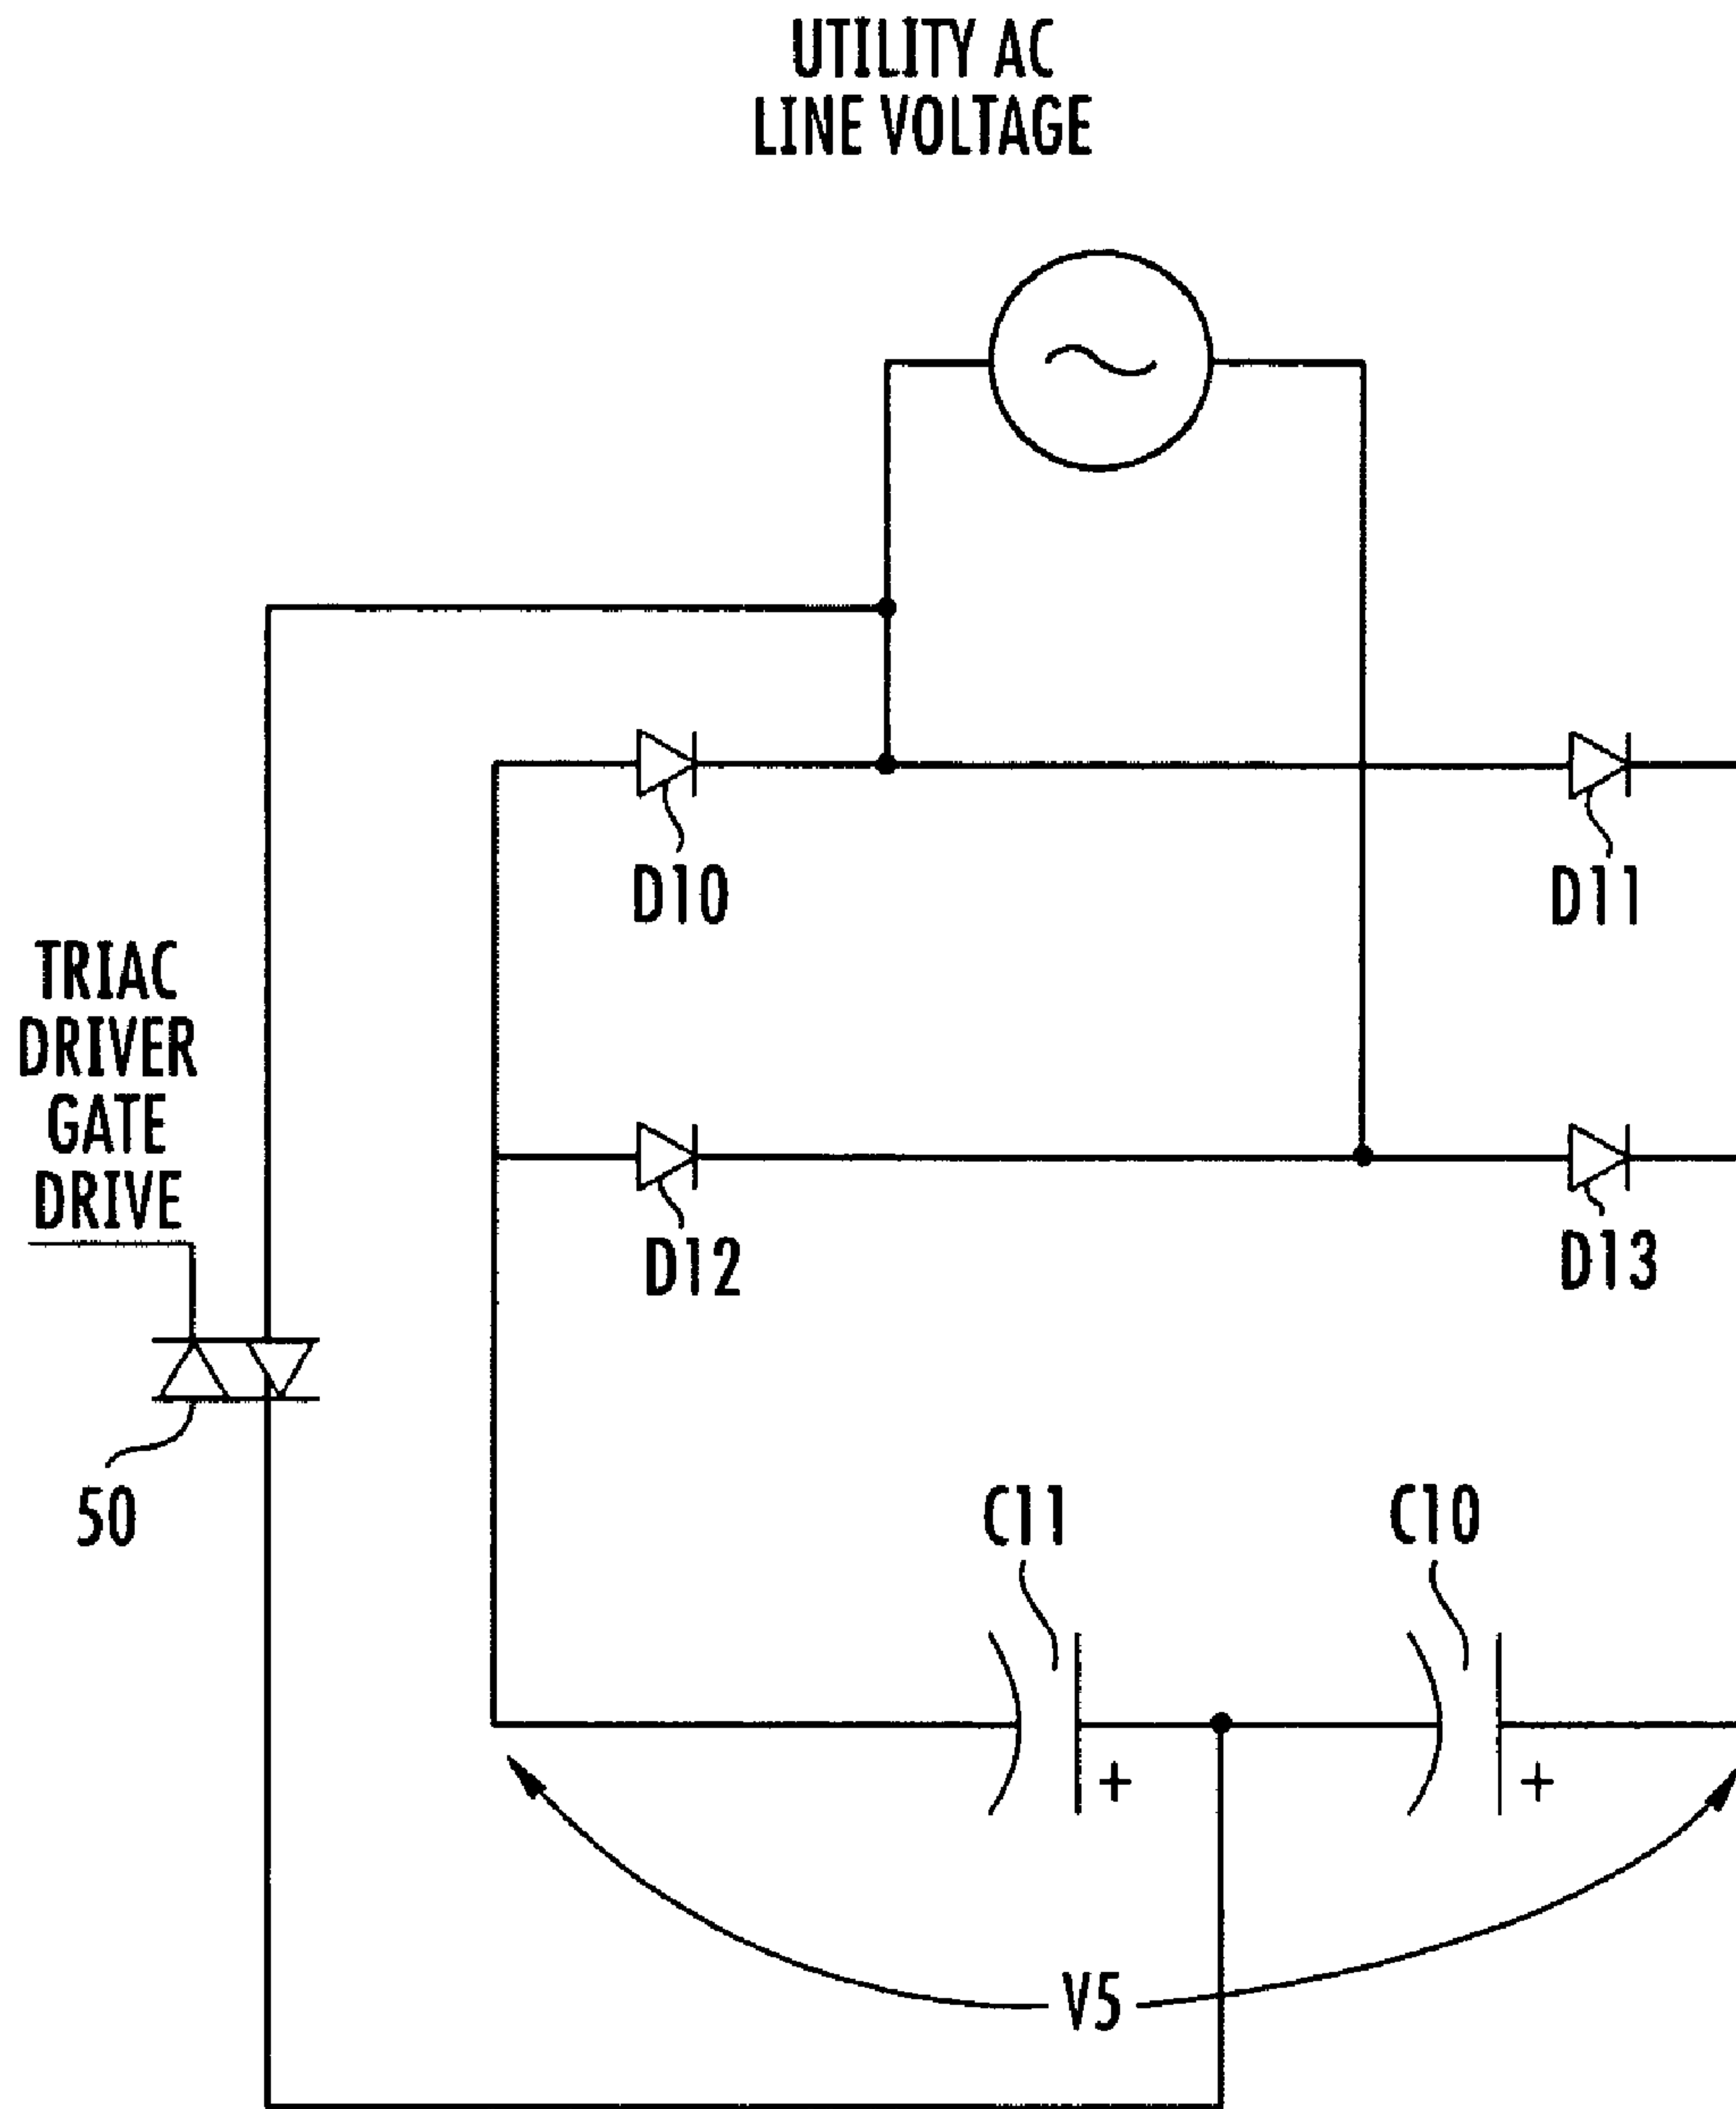 UTILITY AC
LINE VOLTAGE
D10
D11
TRIAC
DRIVER
GATE
DRIVE
D12
D13
50
C11
C10
+
+
V5